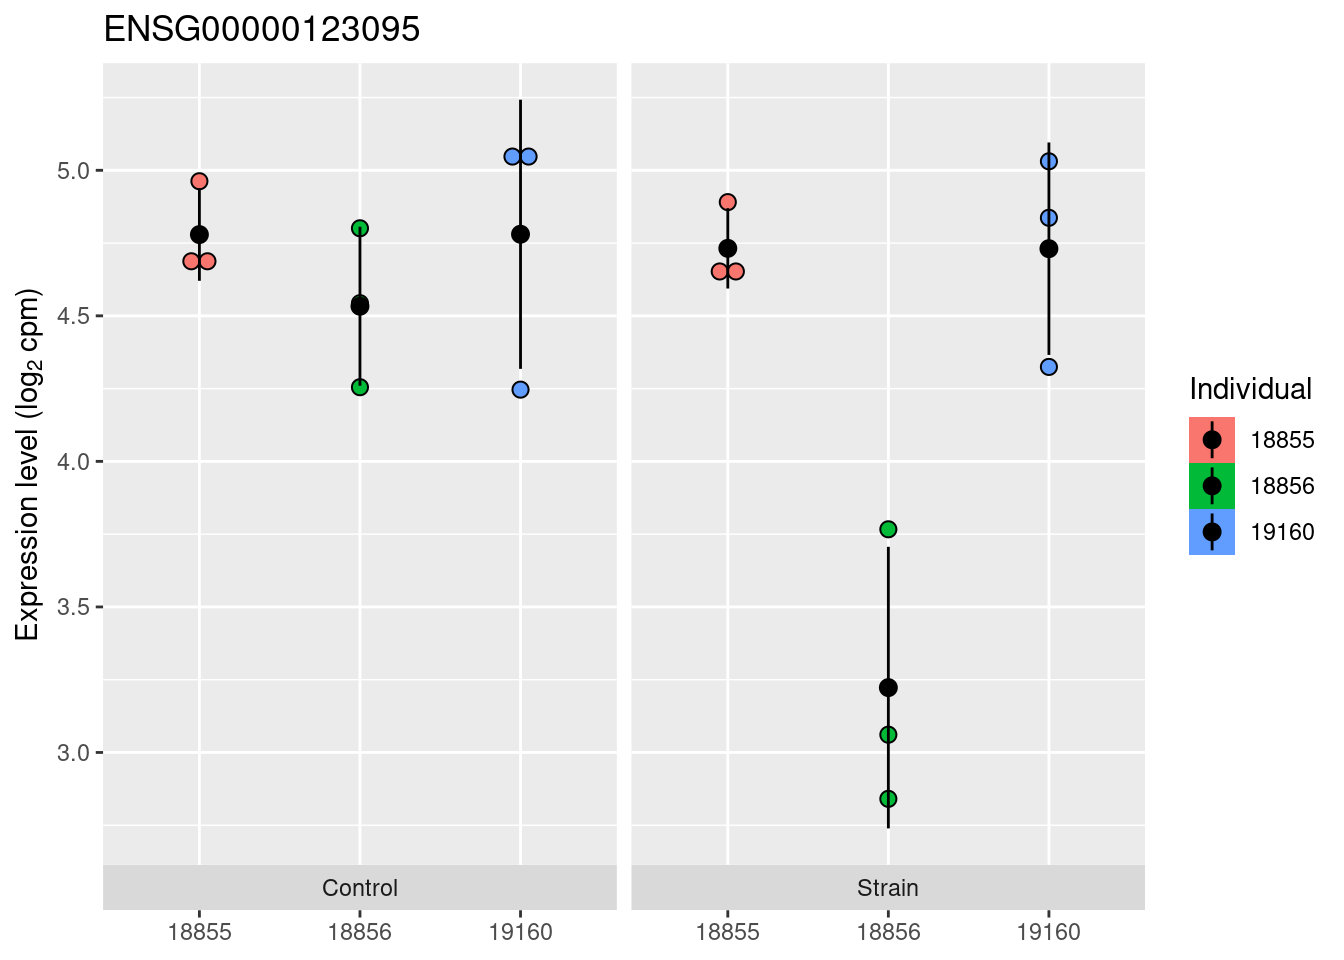 ENSG00000123095
Expression level (log₂ cpm)
5.0
4.5
4.0
3.5
3.0
Control
Strain
18855
18856
19160
18855
18856
19160
Individual
18855
18856
19160